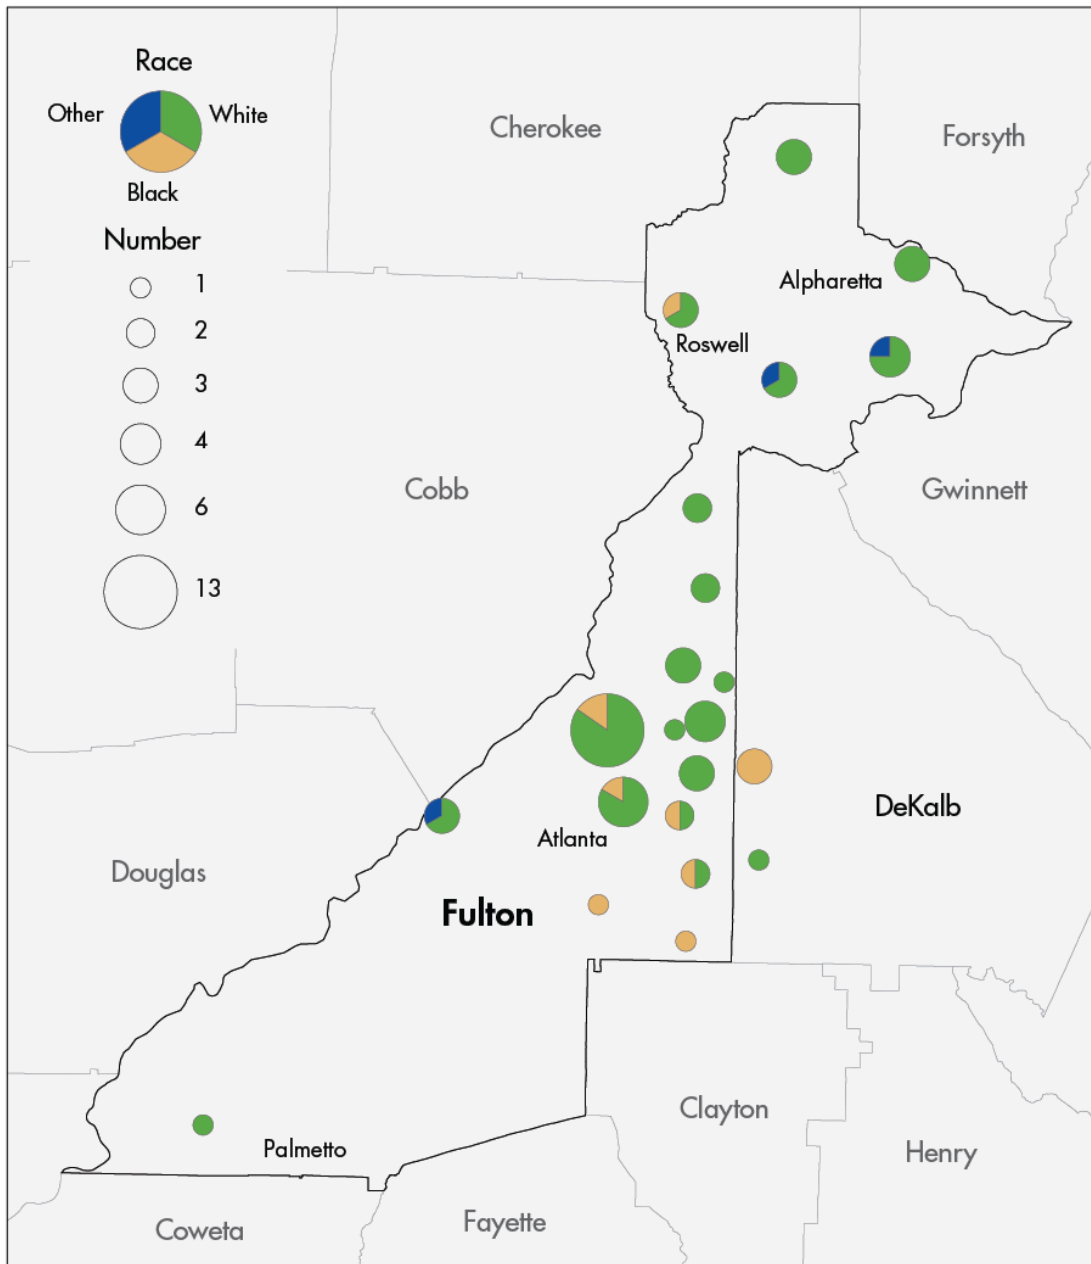 Race
Other
White
Black
Number
1
2
3
4
6
13
Cherokee
Forsyth
Alpharetta
Roswell
Cobb
Gwinnett
DeKalb
Atlanta
Douglas
Fulton
Clayton
Palmetto
Henry
Fayette
Coweta